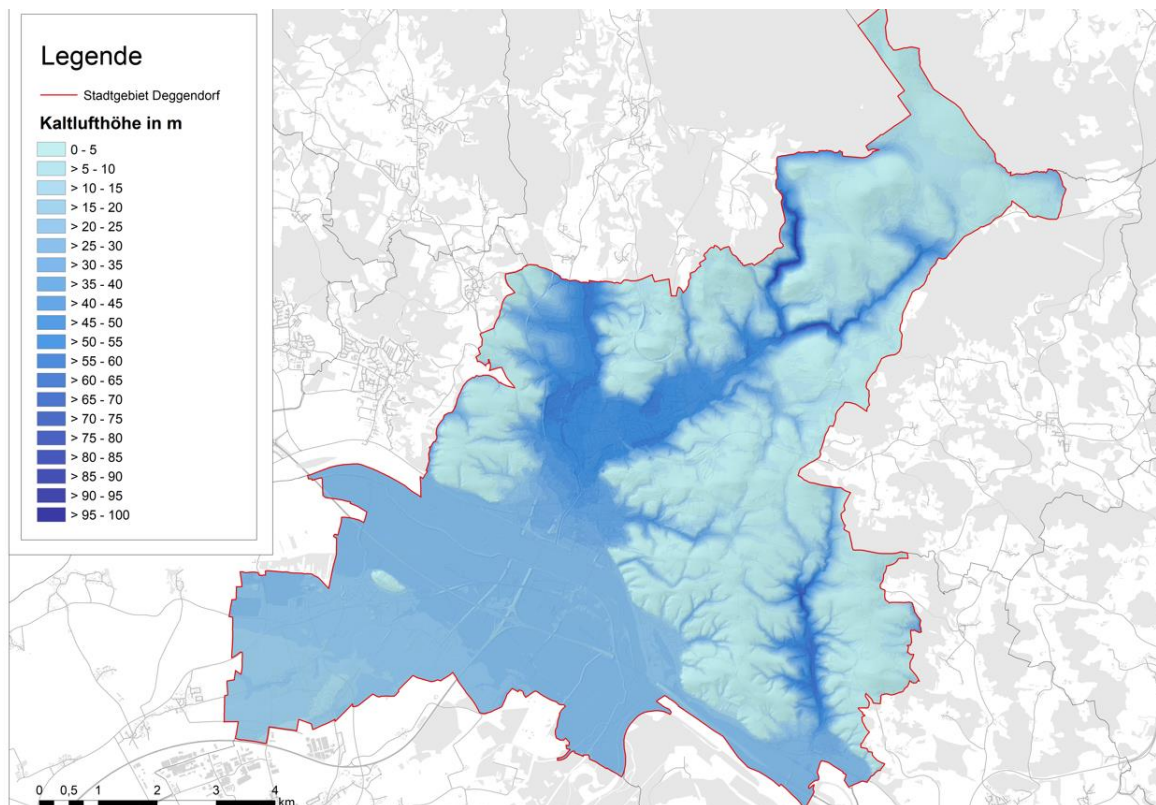 Legende
Stadtgebiet Deggendorf
Kaltlufthöhe in m
0 - 5
> 5 - 10
> 10 - 15
> 15 - 20
> 20 - 25
> 25 - 30
> 30 - 35
> 35 - 40
> 40 - 45
> 45 - 50
> 50 - 55
> 55 - 60
> 60 - 65
> 65 - 70
> 70 - 75
> 75 - 80
> 80 - 85
> 85 - 90
> 90 - 95
> 95 - 100
0 0,5 1 2 3 4
km